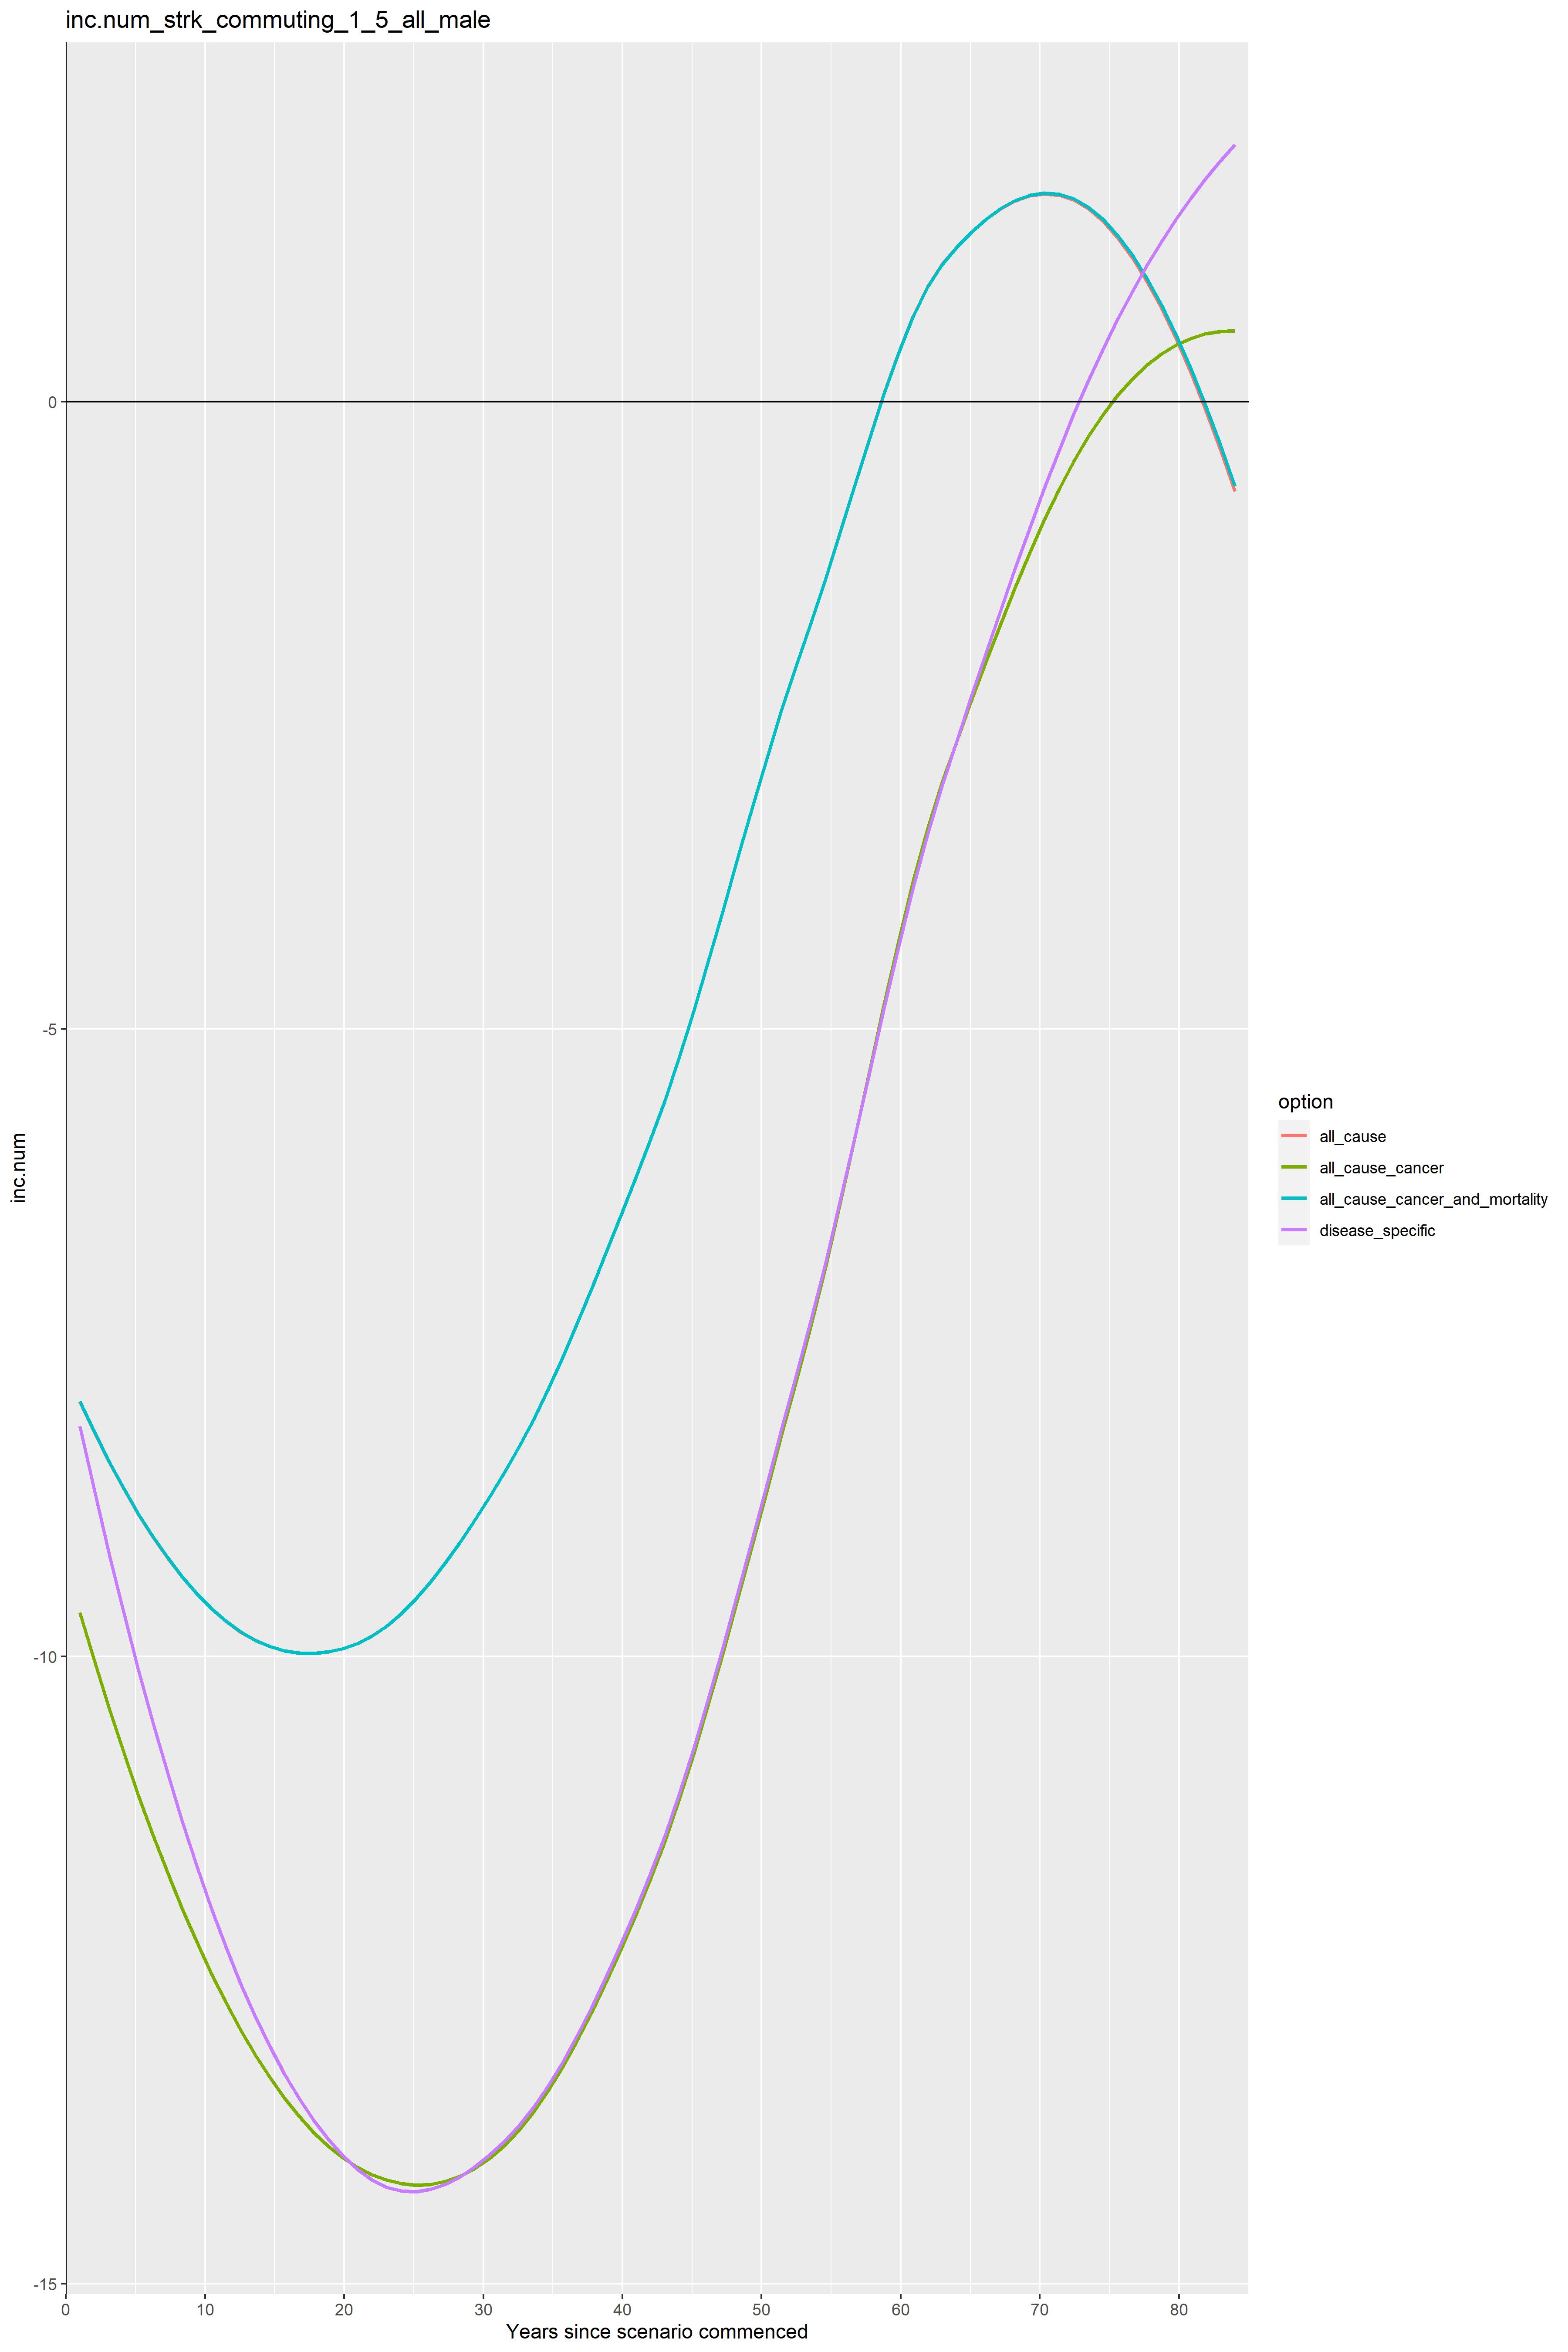 inc.num_strk_commuting_1_5_all_male
0
-5
-10
-15
inc.num
0 10 20 30 40 50 60 70 80
Years since scenario commenced
option
all_cause
all_cause_cancer
all_cause_cancer_and_mortality
disease_specific